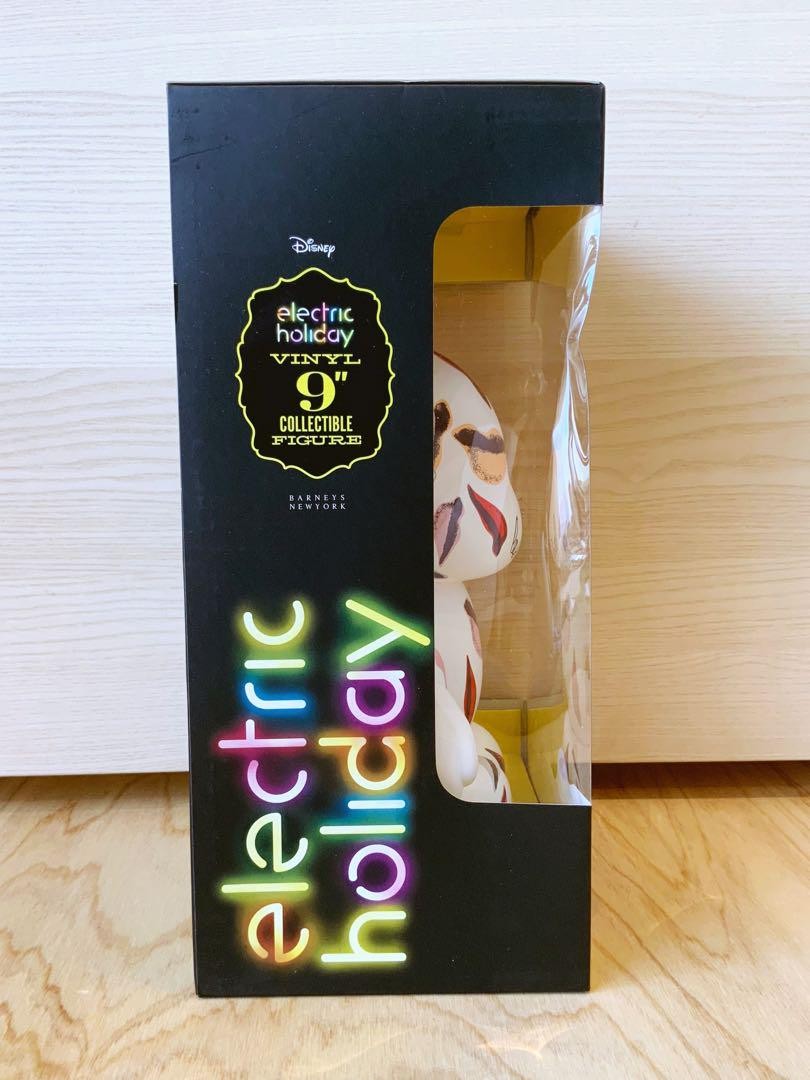 Disney
electric
holiday
VINYL
9"
COLLECTIBLE
FIGURE
BARNEYS
NEWYORK
electric
holiday